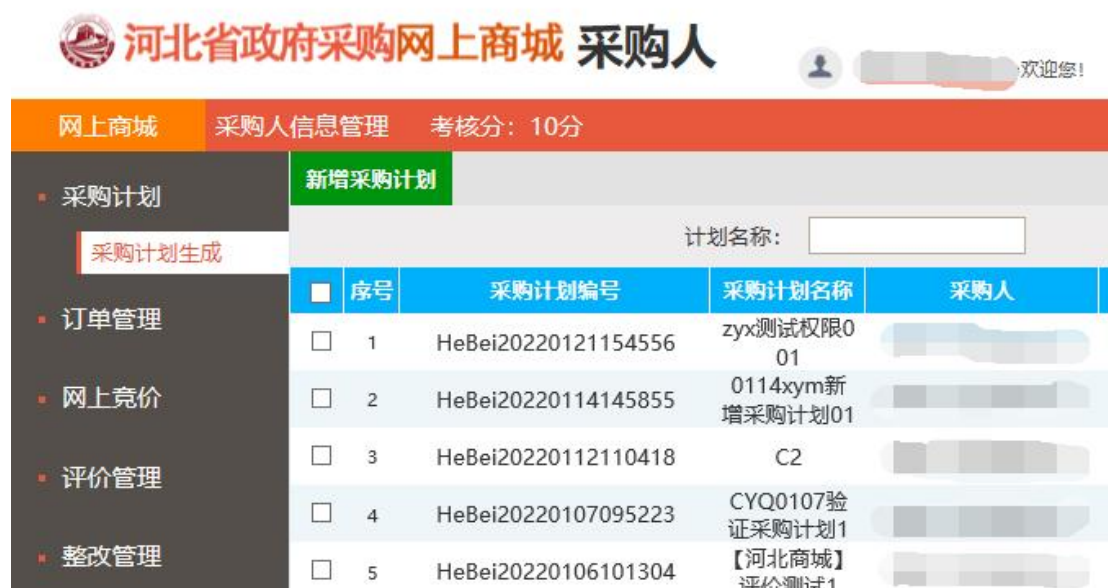 河北省政府采购网上商城 采购人
欢迎您!
网上商城 采购人信息管理 考核分：10分
采购计划
采购计划生成
订单管理
网上竞价
评价管理
整改管理
新增采购计划
计划名称：
序号 采购计划编号 采购计划名称 采购人
1 HeBei20220121154556 zyx测试权限0
01
2 HeBei20220114145855 0114xym新
增采购计划01
3 HeBei20220112110418 C2
4 HeBei20220107095223 CYQ0107验
证采购计划1
5 HeBei20220106101304 【河北商城】
评价测试1